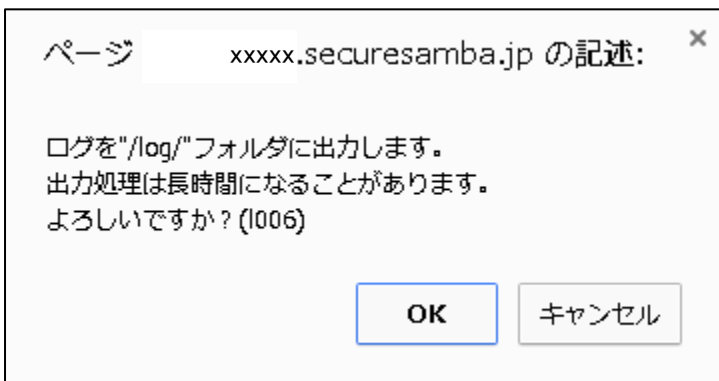 ページ xxxxx.securesamba.jp の記述:
ログを"/log/"フォルダに出力します。
出力処理は長時間になることがあります。
よろしいですか？(l006)
OK キャンセル